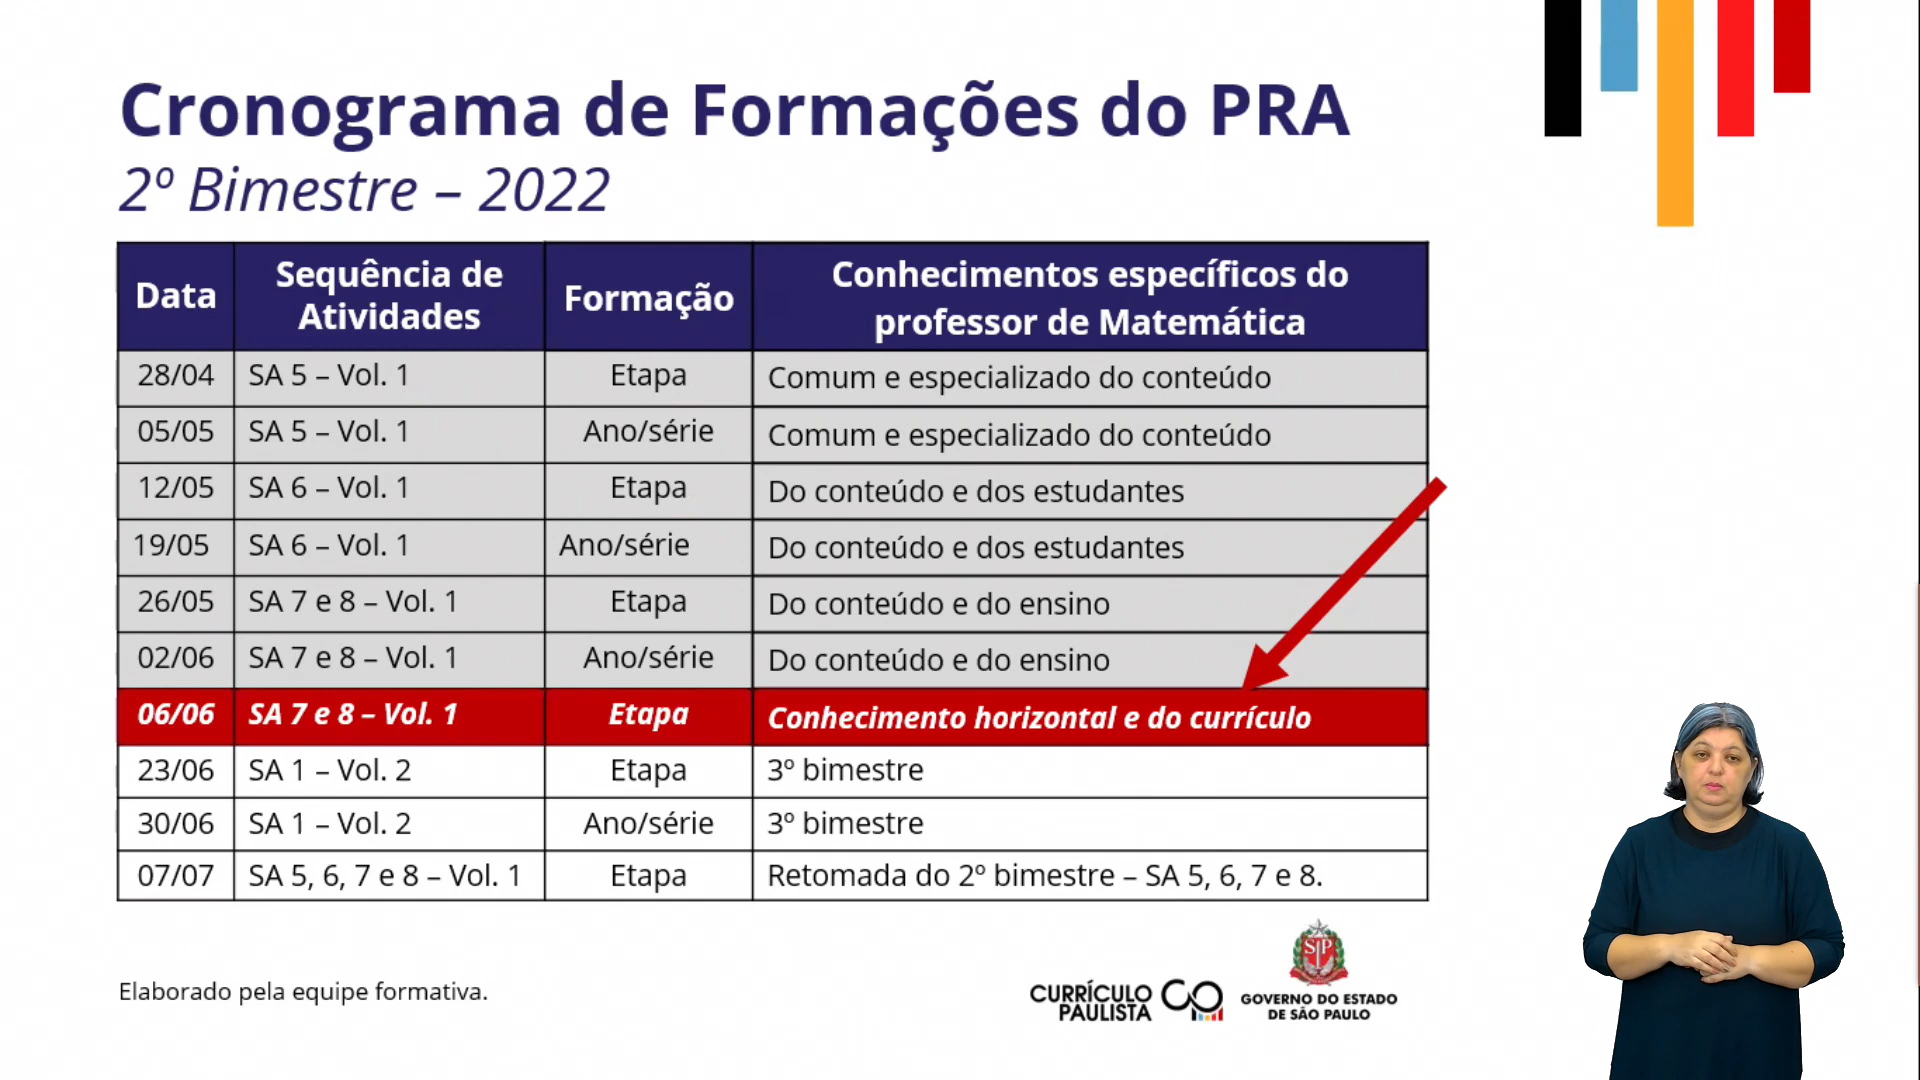 Cronograma de Formações do PRA
2º Bimestre – 2022
Data Sequência de Atividades Formação Conhecimentos específicos do professor de Matemática
28/04 SA 5 – Vol. 1 Etapa Comum e especializado do conteúdo
05/05 SA 5 – Vol. 1 Ano/série Comum e especializado do conteúdo
12/05 SA 6 – Vol. 1 Etapa Do conteúdo e dos estudantes
19/05 SA 6 – Vol. 1 Ano/série Do conteúdo e dos estudantes
26/05 SA 7 e 8 – Vol. 1 Etapa Do conteúdo e do ensino
02/06 SA 7 e 8 – Vol. 1 Ano/série Do conteúdo e do ensino
06/06 SA 7 e 8 – Vol. 1 Etapa Conhecimento horizontal e do currículo
23/06 SA 1 – Vol. 2 Etapa 3º bimestre
30/06 SA 1 – Vol. 2 Ano/série 3º bimestre
07/07 SA 5, 6, 7 e 8 – Vol. 1 Etapa Retomada do 2º bimestre – SA 5, 6, 7 e 8.
Elaborado pela equipe formativa.
CURRÍCULO
PAULISTA
SP
GOVERNO DO ESTADO
DE SÃO PAULO